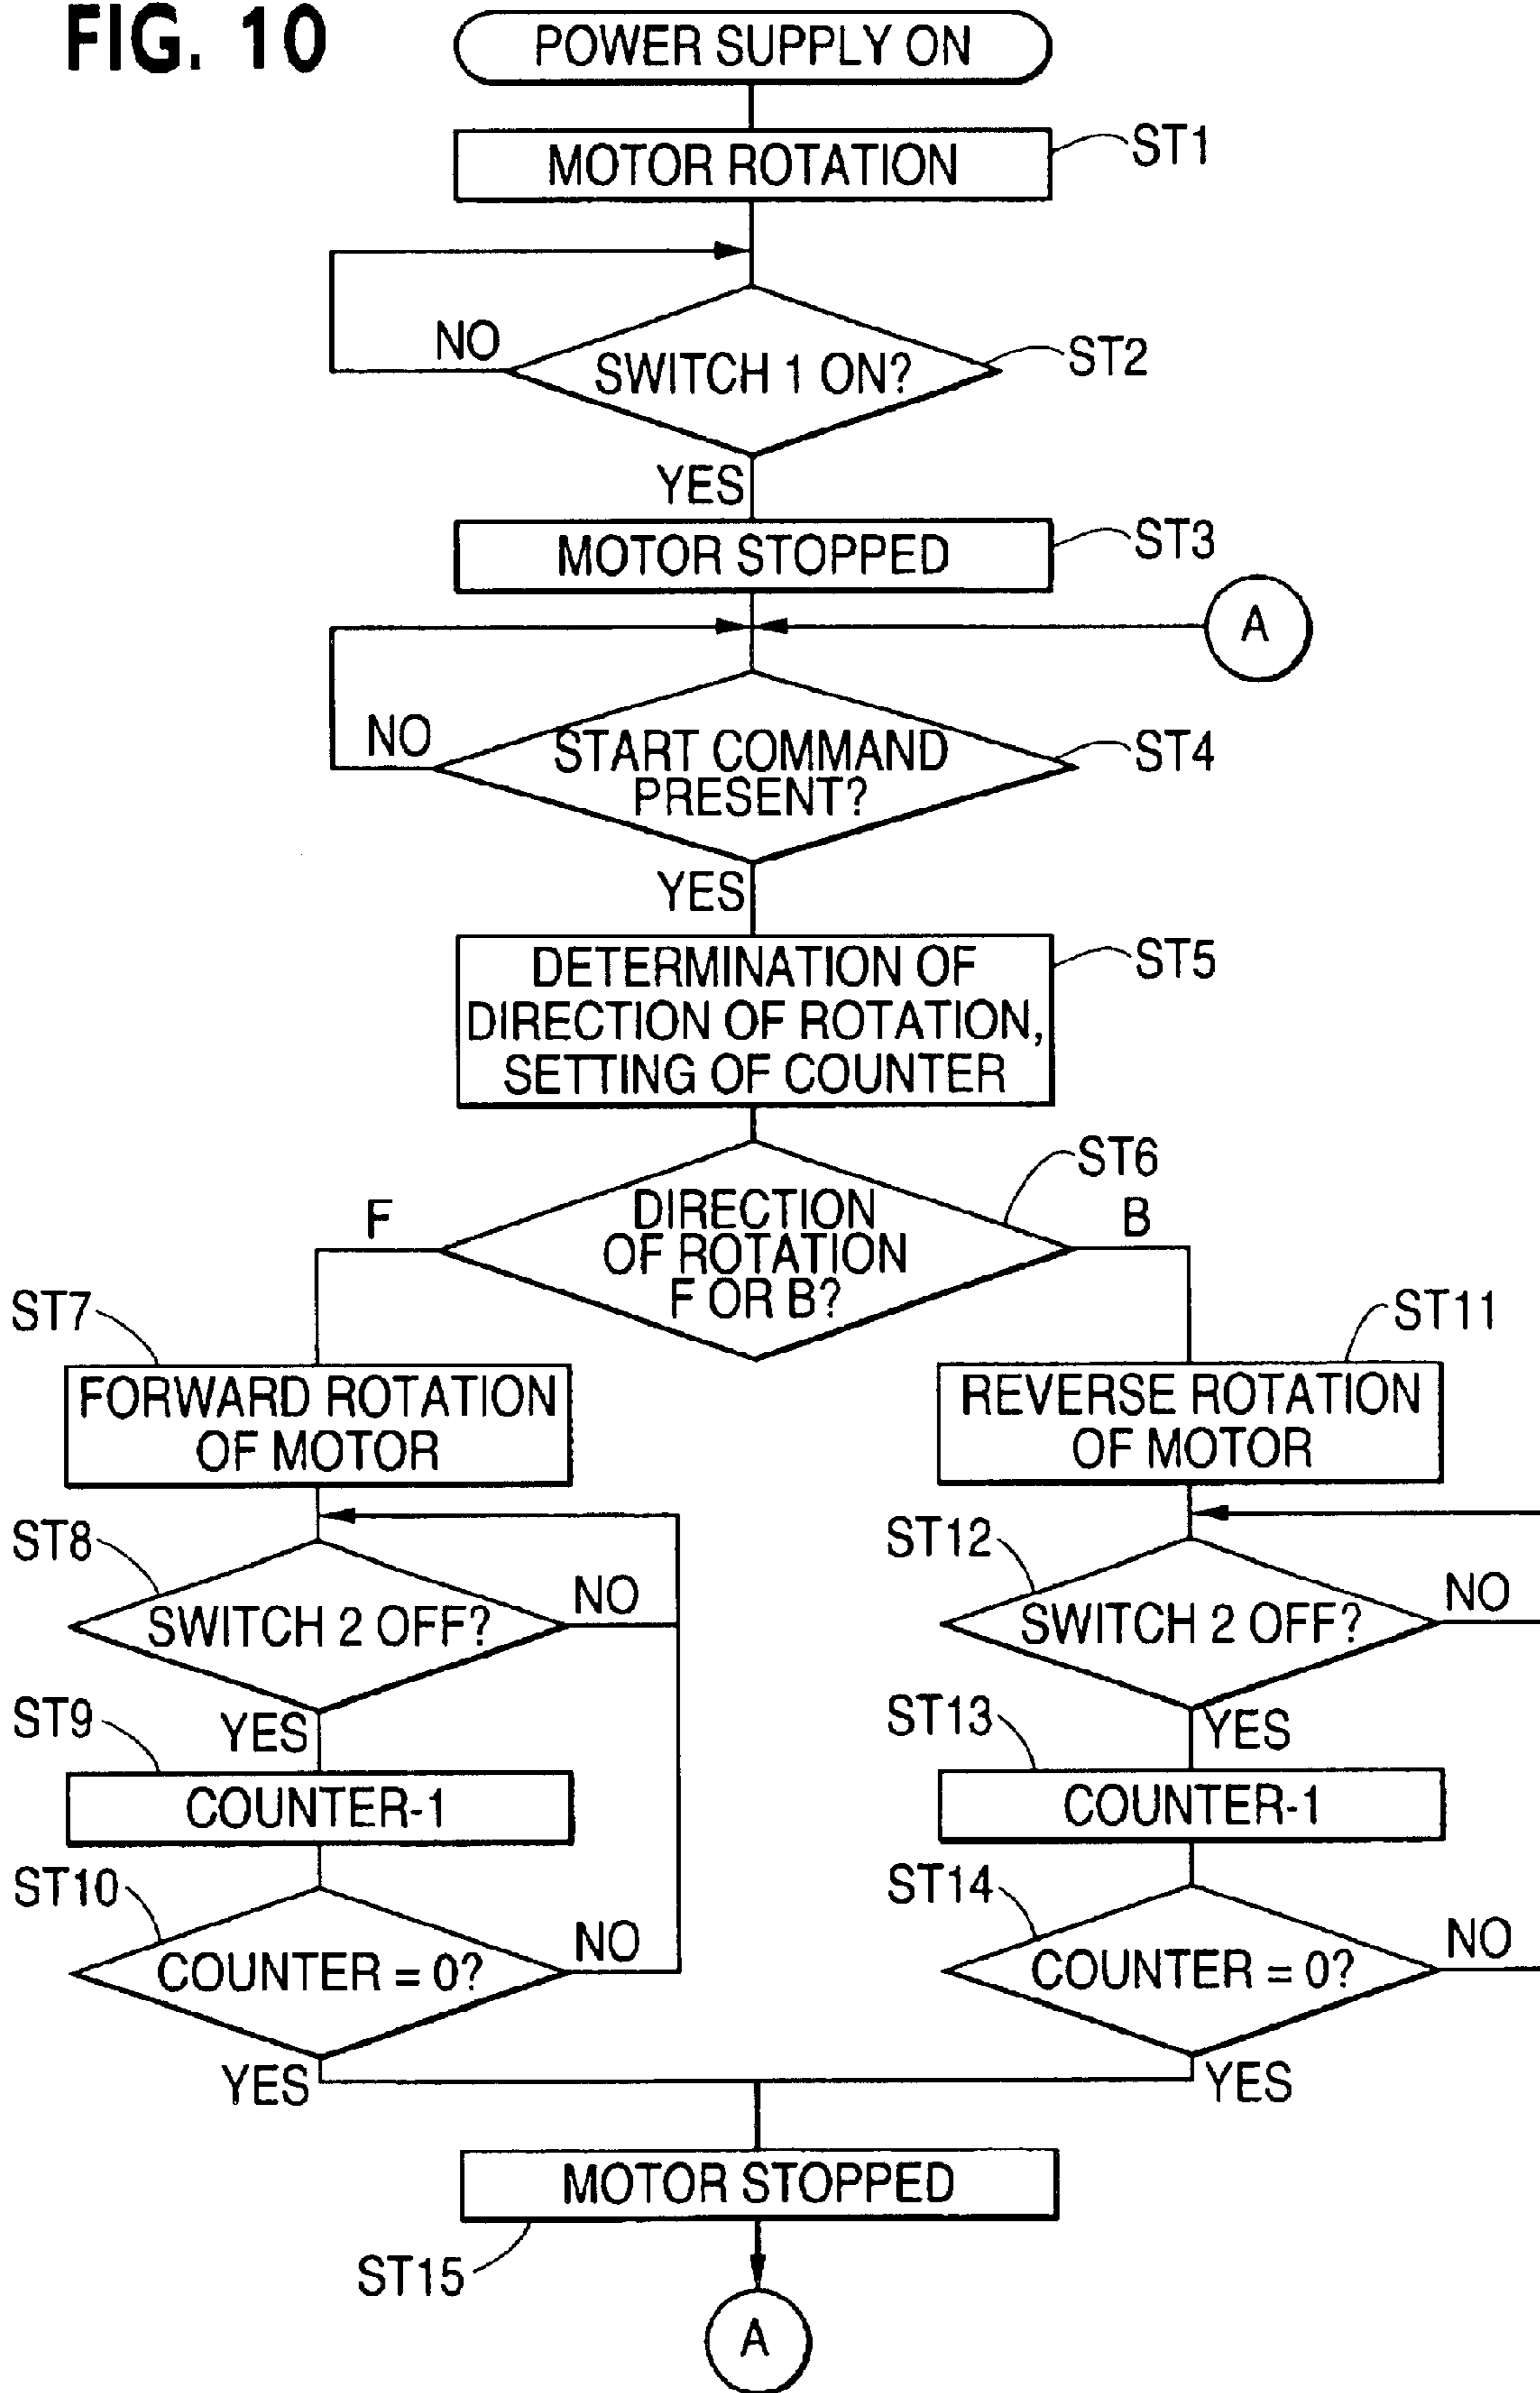 FIG. 10
POWER SUPPLY ON
MOTOR ROTATION
ST1
NO
SWITCH 1 ON?
ST2
YES
MOTOR STOPPED
ST3
A
NO
START COMMAND
PRESENT?
ST4
YES
DETERMINATION OF
DIRECTION OF ROTATION,
SETTING OF COUNTER
ST5
ST6
F
DIRECTION
OF ROTATION
F OR B?
B
ST7
FORWARD ROTATION
OF MOTOR
ST11
REVERSE ROTATION
OF MOTOR
ST8
SWITCH 2 OFF?
NO
ST12
SWITCH 2 OFF?
NO
ST9
YES
COUNTER-1
ST13
YES
COUNTER-1
ST10
COUNTER = 0?
NO
ST14
COUNTER = 0?
NO
YES
YES
MOTOR STOPPED
ST15
A